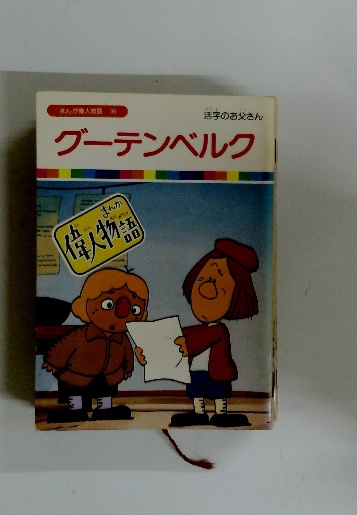 まんが偉人物語
活字のお父さん
グーテンベルク
まんか
偉人物語